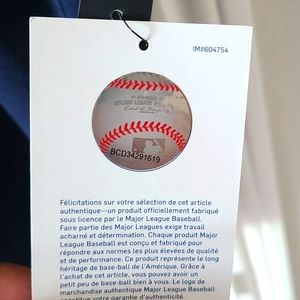 IM#604754
MAJOR LEAGUE
BCD34291619
Félicitations sur votre sélection de cet article
authentique—un produit officiellement fabriqué
sous licence par le Major League Baseball.
Faire partie des Majors Leagues exige travail
acharné et détermination. Chaque produit Major
League Baseball est conçu et fabriqué pour
répondre aux normes les plus élevées de qualité
et de performance. Ce produit représente le long
héritage de base-ball de l'Amérique. Grâce à
l'achat de cet article, vous pouvez avoir un
petit peu de base-ball bien à vous. Le logo de
marchandise authentique Major League Baseball
constitue votre garantie d'authenticité.